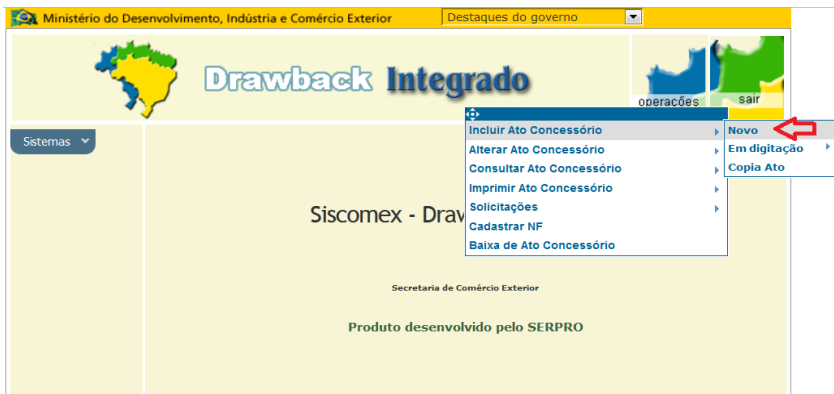 Ministério do Desenvolvimento, Indústria e Comércio Exterior
Destaques do governo
Drawback Integrado
operações
sair
Sistemas
Incluir Ato Concessório
Alterar Ato Concessório
Consultar Ato Concessório
Imprimir Ato Concessório
Solicitações
Cadastrar NF
Baixa de Ato Concessório
Novo
Em digitação
Copia Ato
Siscomex - Draw
Secretaria de Comércio Exterior
Produto desenvolvido pelo SERPRO